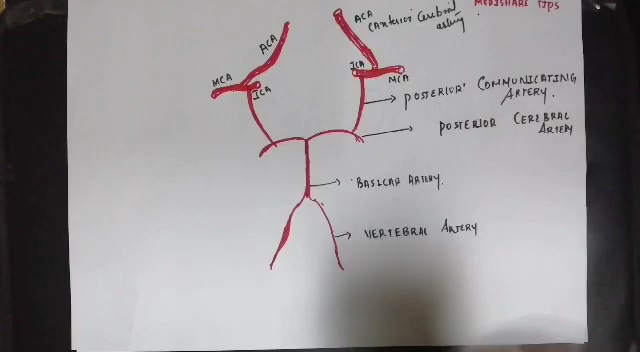 MEDISHARE TIPS
ACA
(Anterior Cerebral
artery)
ACA
MCA
ICA
ICA
MCA
POSTERIOR COMMUNICATING
ARTERY.
POSTERIOR CEREBRAL
ARTERY
BASILAR ARTERY.
VERTEBRAL ARTERY